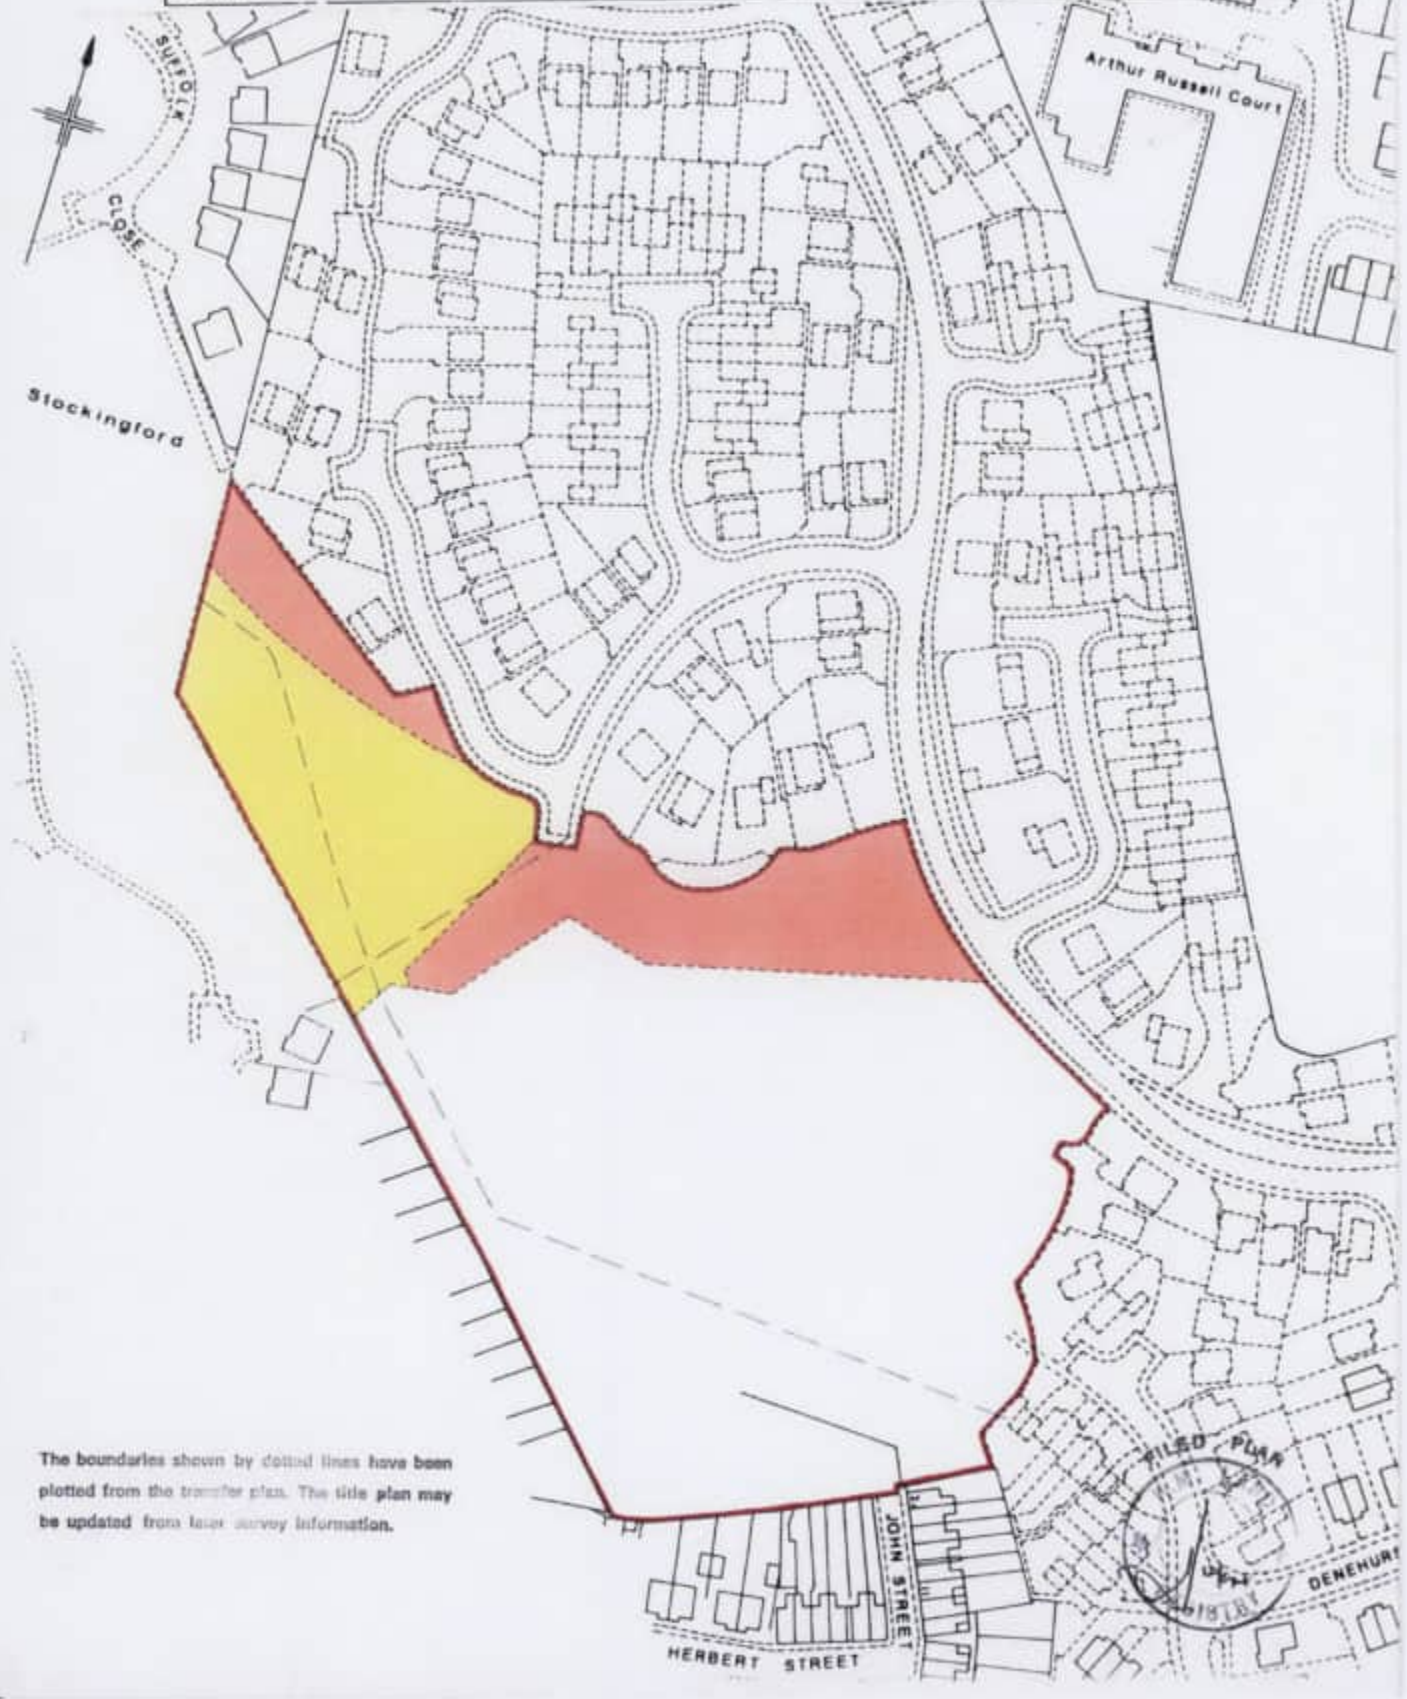 SUFFOLK
CLOSE
Arthur Russell Court
Stockingford
The boundaries shown by dotted lines have been
plotted from the transfer plan. The title plan may
be updated from later survey information.
FILED PLAN
JOHN STREET
HERBERT STREET